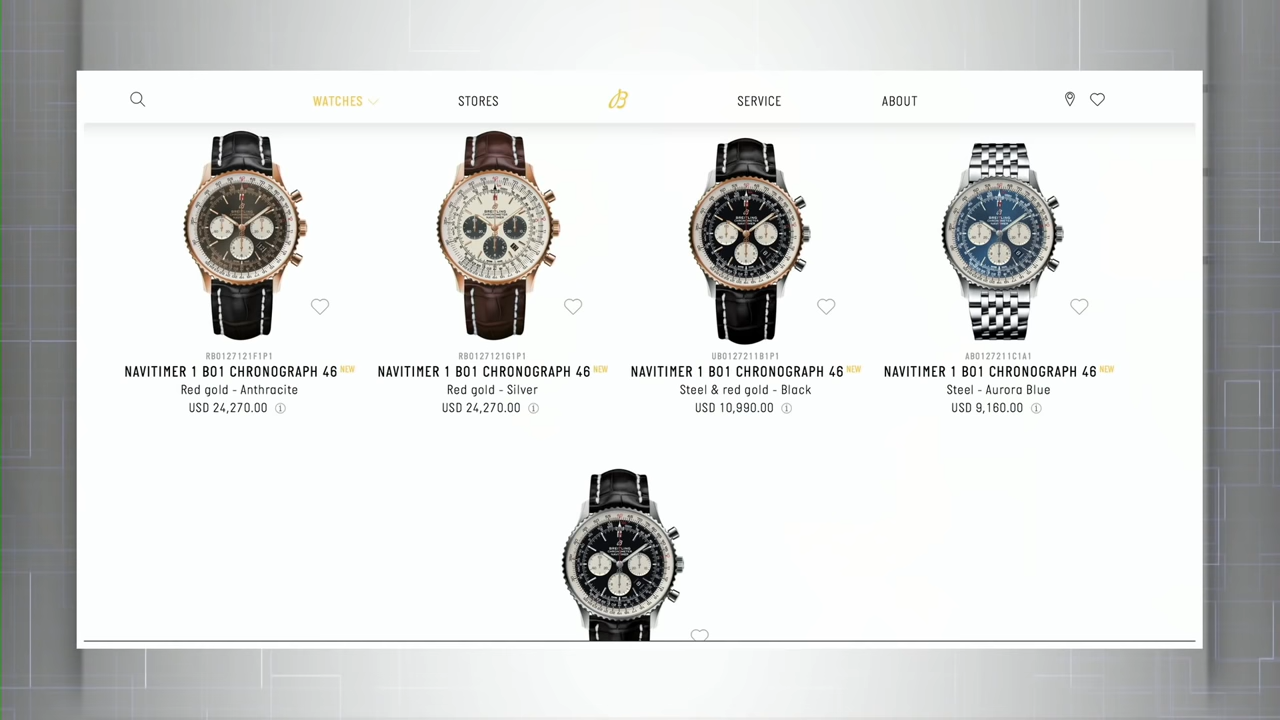 WATCHES STORES SERVICE ABOUT
RB0127121F1P1
NAVITIMER 1 B01 CHRONOGRAPH 46 NEW
Red gold - Anthracite
USD 24,270.00
RB0127121G1P1
NAVITIMER 1 B01 CHRONOGRAPH 46 NEW
Red gold - Silver
USD 24,270.00
UB0127211B1P1
NAVITIMER 1 B01 CHRONOGRAPH 46 NEW
Steel & red gold - Black
USD 10,990.00
AB0127211C1A1
NAVITIMER 1 B01 CHRONOGRAPH 46 NEW
Steel - Aurora Blue
USD 9,160.00